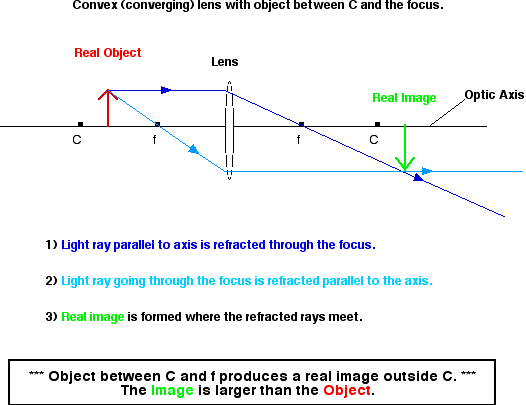 Convex (converging) lens with object between C and the focus.
Real Object
Lens
Real Image
Optic Axis
C
f
f
C
1) Light ray parallel to axis is refracted through the focus.
2) Light ray going through the focus is refracted parallel to the axis.
3) Real image is formed where the refracted rays meet.
*** Object between C and f produces a real image outside C. ***
The Image is larger than the Object.